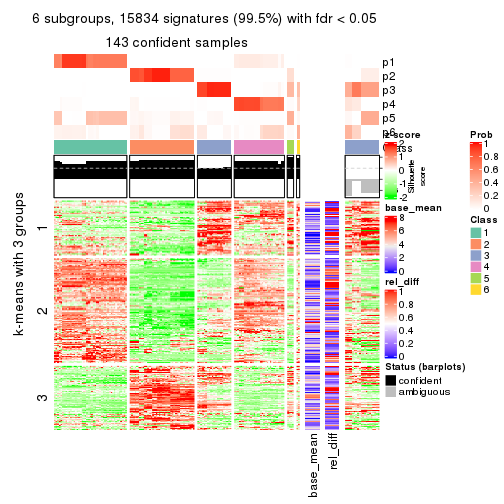 6 subgroups, 15834 signatures (99.5%) with fdr < 0.05
143 confident samples
p1
p2
p3
p4
p5
p6
Class
Silhouette
score
k-means with 3 groups
1
2
3
base_mean
rel_diff
z-score
2
1
0
-1
-2
base_mean
8
6
4
2
0
rel_diff
1
0.8
0.6
0.4
0.2
0
Status (barplots)
confident
ambiguous
Prob
1
0.8
0.6
0.4
0.2
0
Class
1
2
3
4
5
6